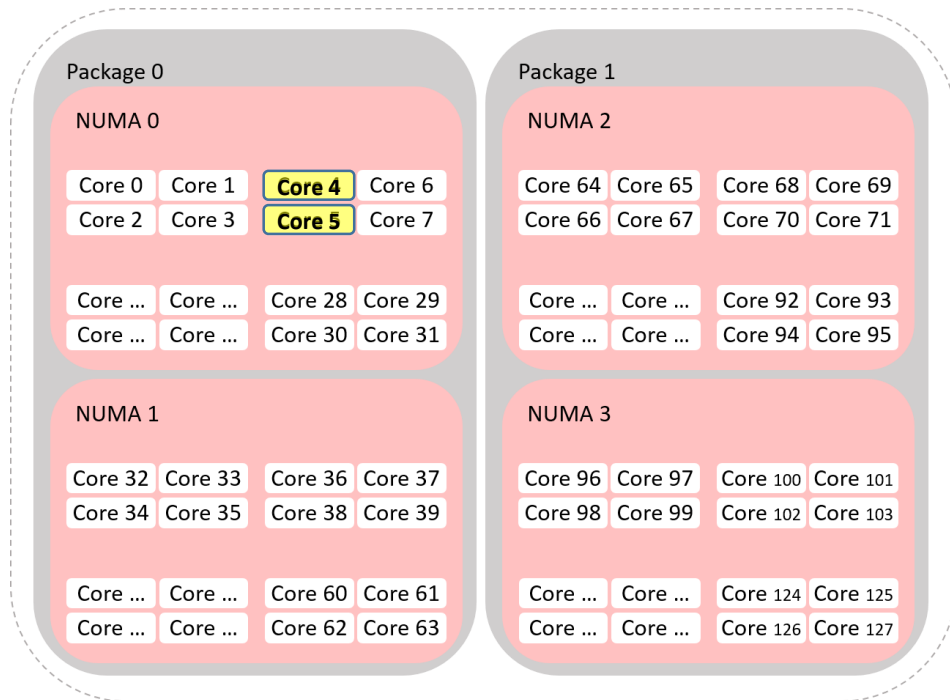 Package 0
NUMA 0
Core 0 Core 1 Core 4 Core 6
Core 2 Core 3 Core 5 Core 7
Core ... Core ... Core 28 Core 29
Core ... Core ... Core 30 Core 31
NUMA 1
Core 32 Core 33 Core 36 Core 37
Core 34 Core 35 Core 38 Core 39
Core ... Core ... Core 60 Core 61
Core ... Core ... Core 62 Core 63
Package 1
NUMA 2
Core 64 Core 65 Core 68 Core 69
Core 66 Core 67 Core 70 Core 71
Core ... Core ... Core 92 Core 93
Core ... Core ... Core 94 Core 95
NUMA 3
Core 96 Core 97 Core 100 Core 101
Core 98 Core 99 Core 102 Core 103
Core ... Core ... Core 124 Core 125
Core ... Core ... Core 126 Core 127